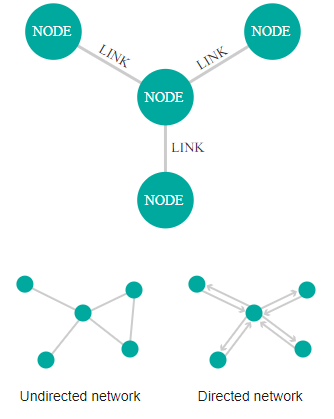 NODE
NODE
LINK
LINK
NODE
LINK
NODE
Undirected network
Directed network